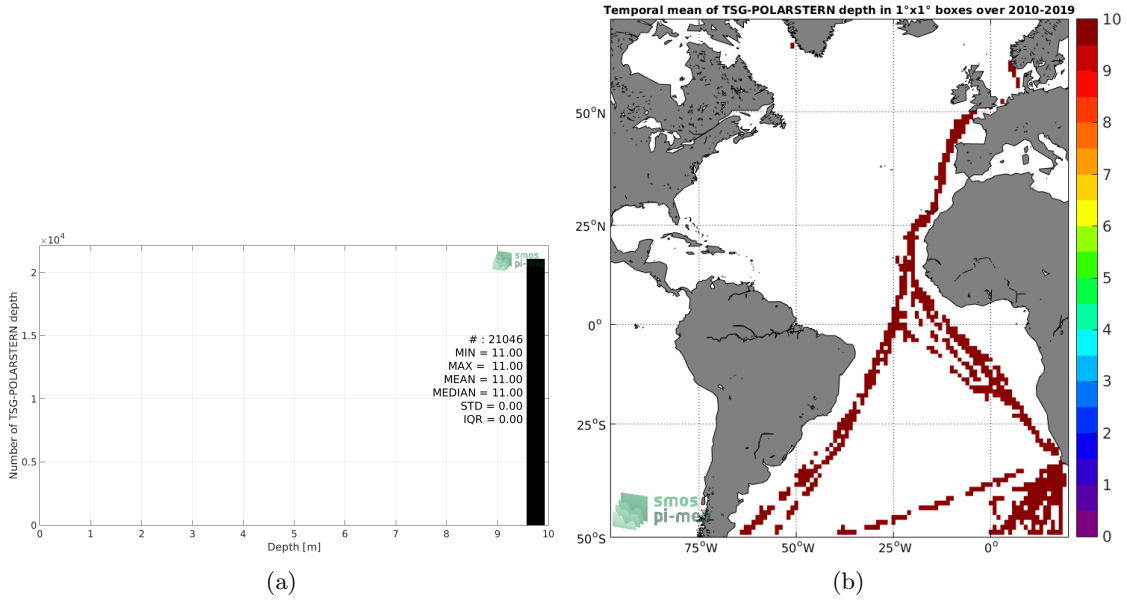 ×10⁴
2
1.5
1
0.5
0
Number of TSG-POLARSTERN depth
smos
pi-me
# : 21046
MIN = 11.00
MAX = 11.00
MEAN = 11.00
MEDIAN = 11.00
STD = 0.00
IQR = 0.00
0 1 2 3 4 5 6 7 8 9 10
Depth [m]
(a)
Temporal mean of TSG-POLARSTERN depth in 1°x1° boxes over 2010-2019
50°N
25°N
0°
25°S
50°S
75°W 50°W 25°W 0°
smos
pi-me
10
9
8
7
6
5
4
3
2
1
0
(b)